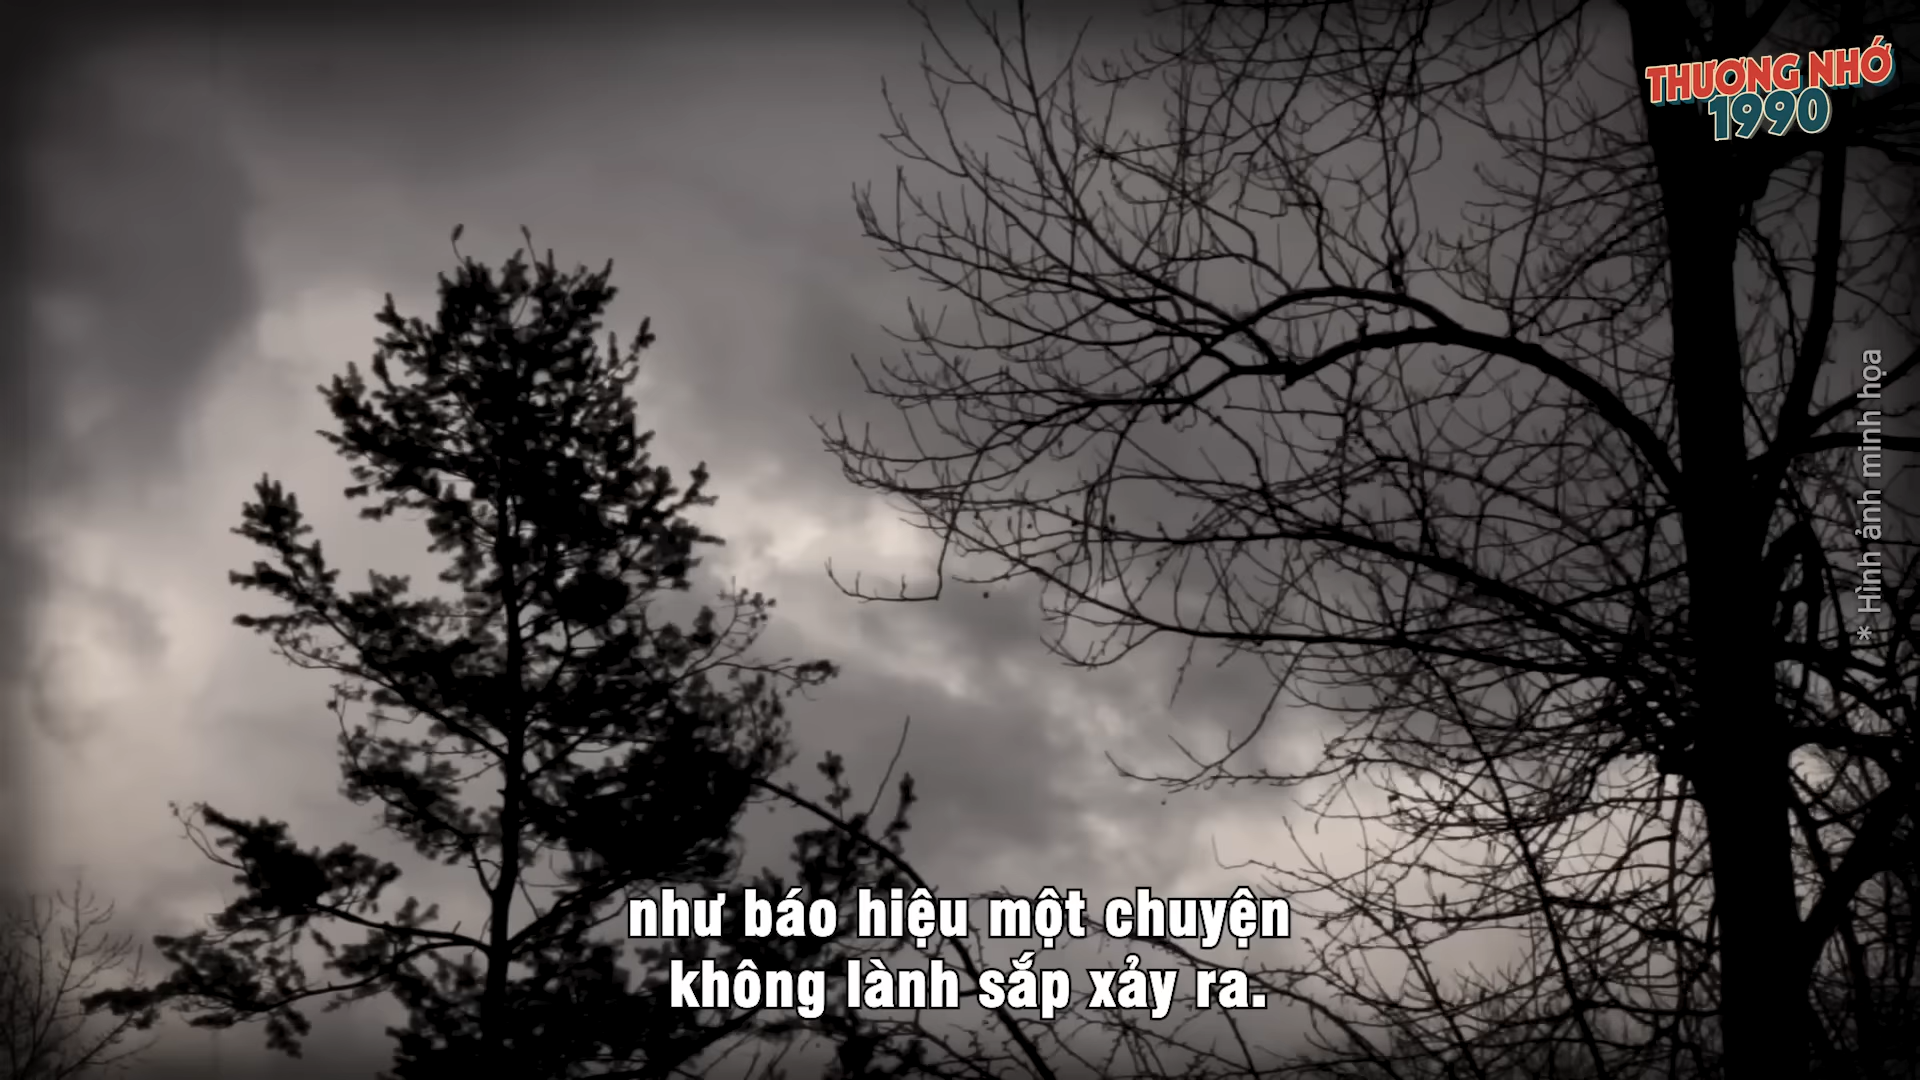 THƯƠNG NHỚ
1990
* Hình ảnh minh họa
như báo hiệu một chuyện
không lành sắp xảy ra.